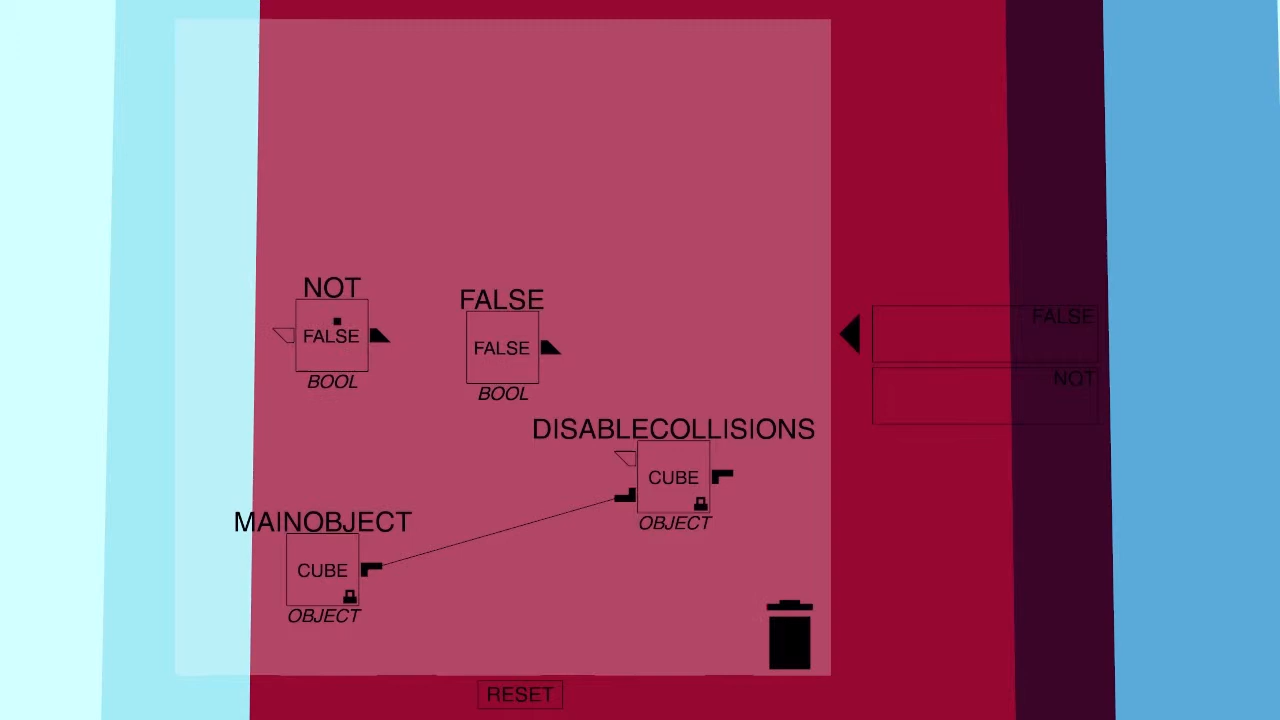 NOT
FALSE
BOOL
FALSE
FALSE
BOOL
FALSE
NOT
DISABLECOLLISIONS
CUBE
OBJECT
MAINOBJECT
CUBE
OBJECT
RESET